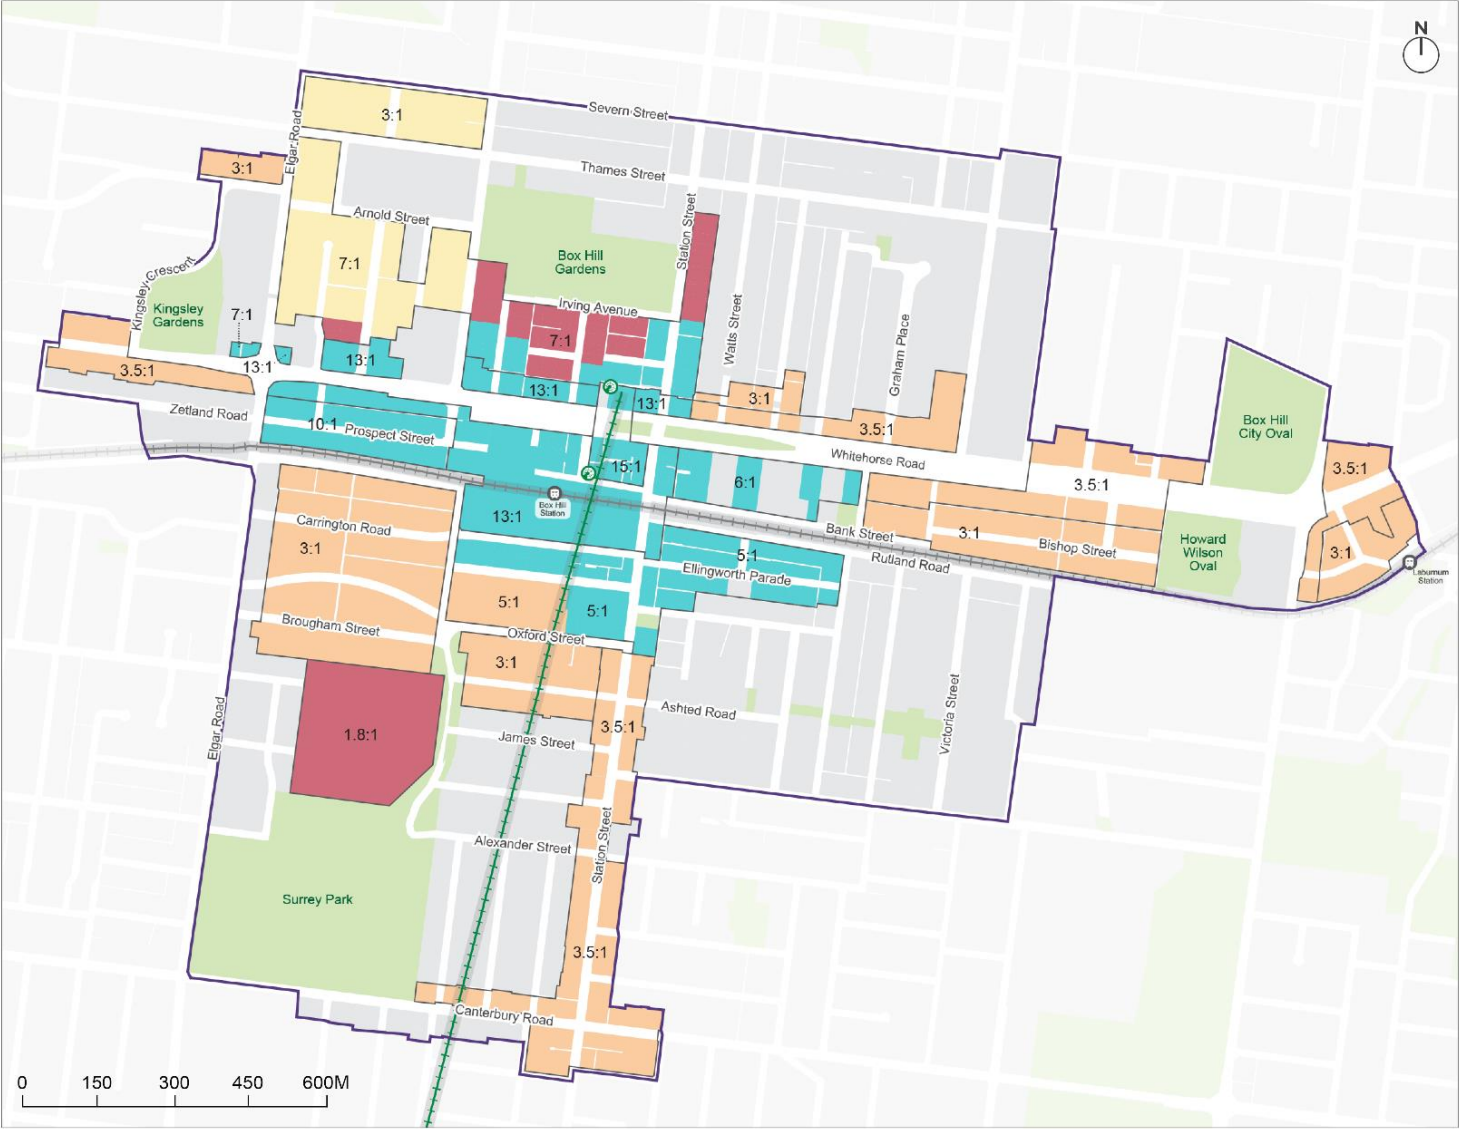 N
Severn Street
3:1
Elgar Road
3:1
Thames Street
Arnold Street
Station Street
Box Hill
Gardens
7:1
Kingsley Crescent
Kingsley
Gardens
7:1
Irving Avenue
7:1
Watts Street
Graham Place
13:1
13:1
3.5:1
13:1
13:1
3:1
Zetland Road
10:1
Prospect Street
3.5:1
Box Hill
City Oval
Whitehorse Road
15:1
6:1
3.5:1
3.5:1
Box Hill
Station
13:1
Carrington Road
3:1
Bank Street
3:1
Bishop Street
Howard
Wilson
Oval
3:1
Rutland Road
5:1
Ellingworth Parade
Laburnum
Station
5:1
5:1
Brougham Street
Oxford Street
3:1
Elgar Road
1.8:1
Ashted Road
3.5:1
James Street
Victoria Street
Alexander Street
Station Street
Surrey Park
3.5:1
Canterbury Road
0 150 300 450 600M